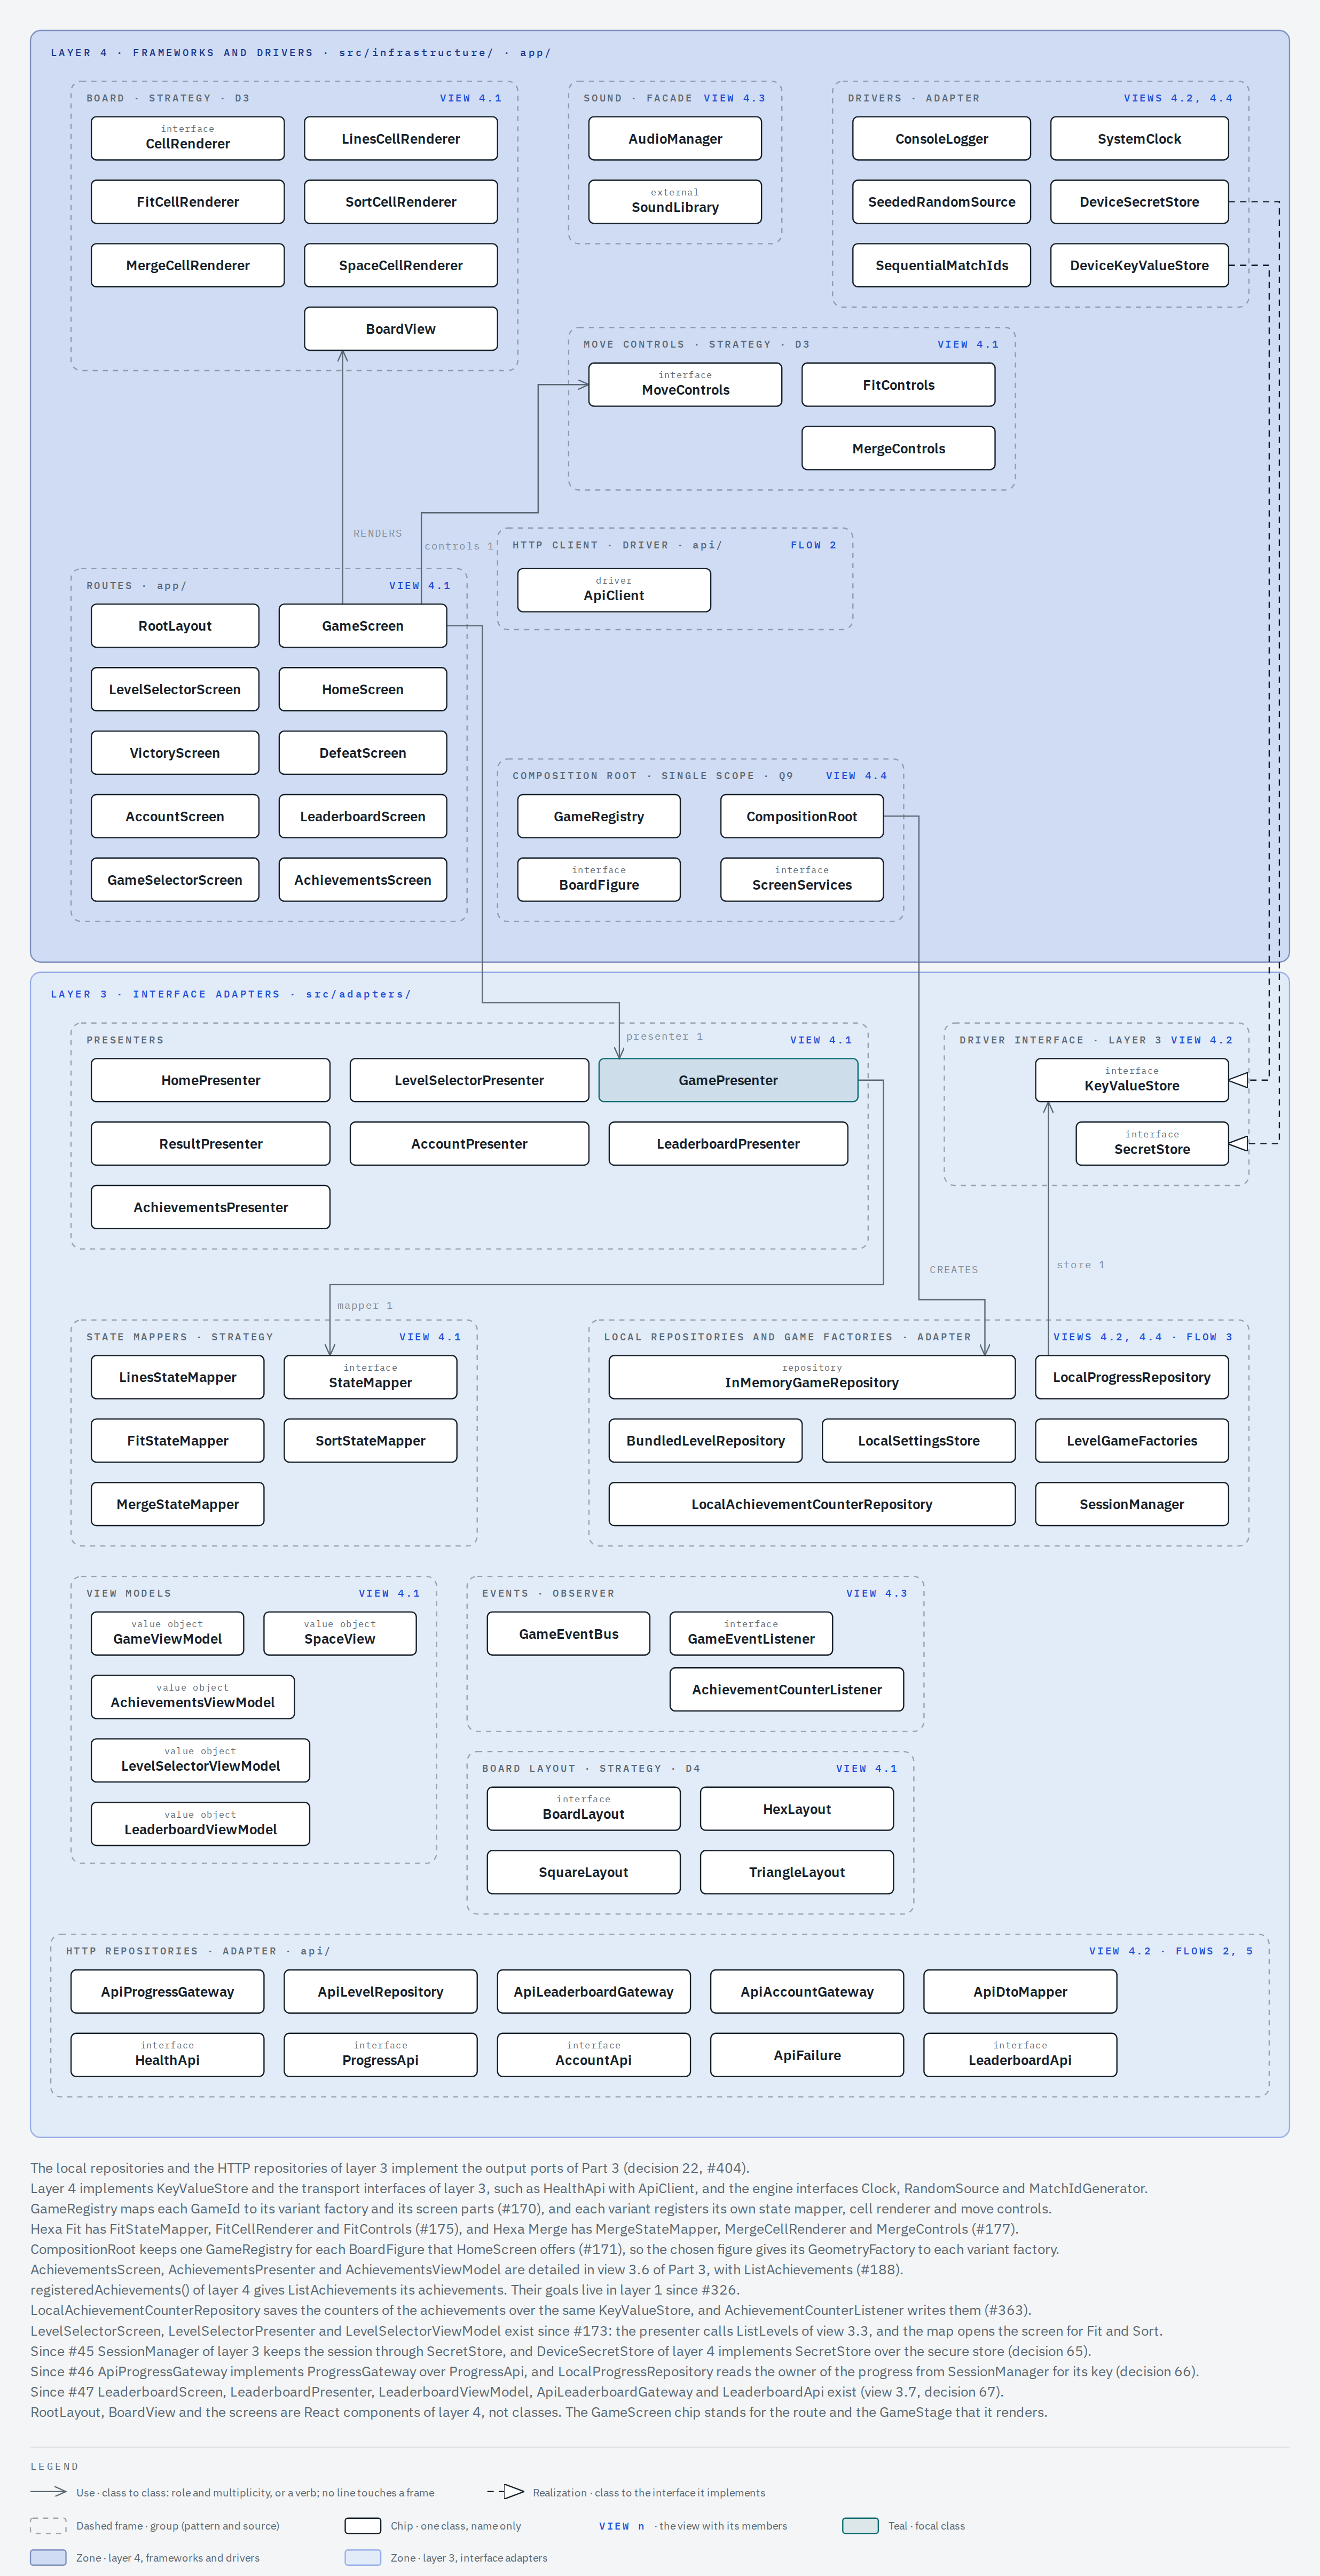 LAYER 4 · FRAMEWORKS AND DRIVERS · src/infrastructure/ · app/
BOARD · STRATEGY · D3
VIEW 4.1
interface
CellRenderer
LinesCellRenderer
FitCellRenderer
SortCellRenderer
MergeCellRenderer
SpaceCellRenderer
BoardView
SOUND · FACADE
VIEW 4.3
AudioManager
external
SoundLibrary
DRIVERS · ADAPTER
VIEWS 4.2, 4.4
ConsoleLogger
SystemClock
SeededRandomSource
DeviceSecretStore
SequentialMatchIds
DeviceKeyValueStore
MOVE CONTROLS · STRATEGY · D3
VIEW 4.1
interface
MoveControls
FitControls
MergeControls
RENDERS
controls 1
HTTP CLIENT · DRIVER · api/
FLOW 2
driver
ApiClient
ROUTES · app/
VIEW 4.1
RootLayout
GameScreen
LevelSelectorScreen
HomeScreen
VictoryScreen
DefeatScreen
AccountScreen
LeaderboardScreen
GameSelectorScreen
AchievementsScreen
COMPOSITION ROOT · SINGLE SCOPE · Q9
VIEW 4.4
GameRegistry
CompositionRoot
interface
BoardFigure
interface
ScreenServices
LAYER 3 · INTERFACE ADAPTERS · src/adapters/
PRESENTERS
presenter 1
VIEW 4.1
HomePresenter
LevelSelectorPresenter
GamePresenter
ResultPresenter
AccountPresenter
LeaderboardPresenter
AchievementsPresenter
DRIVER INTERFACE · LAYER 3
VIEW 4.2
interface
KeyValueStore
interface
SecretStore
CREATES
store 1
mapper 1
STATE MAPPERS · STRATEGY
VIEW 4.1
LinesStateMapper
interface
StateMapper
FitStateMapper
SortStateMapper
MergeStateMapper
LOCAL REPOSITORIES AND GAME FACTORIES · ADAPTER
VIEWS 4.2, 4.4 · FLOW 3
repository
InMemoryGameRepository
LocalProgressRepository
BundledLevelRepository
LocalSettingsStore
LevelGameFactories
LocalAchievementCounterRepository
SessionManager
VIEW MODELS
VIEW 4.1
value object
GameViewModel
value object
SpaceView
value object
AchievementsViewModel
value object
LevelSelectorViewModel
value object
LeaderboardViewModel
EVENTS · OBSERVER
VIEW 4.3
GameEventBus
interface
GameEventListener
AchievementCounterListener
BOARD LAYOUT · STRATEGY · D4
VIEW 4.1
interface
BoardLayout
HexLayout
SquareLayout
TriangleLayout
HTTP REPOSITORIES · ADAPTER · api/
VIEW 4.2 · FLOWS 2, 5
ApiProgressGateway
ApiLevelRepository
ApiLeaderboardGateway
ApiAccountGateway
ApiDtoMapper
interface
HealthApi
interface
ProgressApi
interface
AccountApi
ApiFailure
interface
LeaderboardApi
The local repositories and the HTTP repositories of layer 3 implement the output ports of Part 3 (decision 22, #404).
Layer 4 implements KeyValueStore and the transport interfaces of layer 3, such as HealthApi with ApiClient, and the engine interfaces Clock, RandomSource and MatchIdGenerator.
GameRegistry maps each GameId to its variant factory and its screen parts (#170), and each variant registers its own state mapper, cell renderer and move controls.
Hexa Fit has FitStateMapper, FitCellRenderer and FitControls (#175), and Hexa Merge has MergeStateMapper, MergeCellRenderer and MergeControls (#177).
CompositionRoot keeps one GameRegistry for each BoardFigure that HomeScreen offers (#171), so the chosen figure gives its GeometryFactory to each variant factory.
AchievementsScreen, AchievementsPresenter and AchievementsViewModel are detailed in view 3.6 of Part 3, with ListAchievements (#188).
registeredAchievements() of layer 4 gives ListAchievements its achievements. Their goals live in layer 1 since #326.
LocalAchievementCounterRepository saves the counters of the achievements over the same KeyValueStore, and AchievementCounterListener writes them (#363).
LevelSelectorScreen, LevelSelectorPresenter and LevelSelectorViewModel exist since #173: the presenter calls ListLevels of view 3.3, and the map opens the screen for Fit and Sort.
Since #45 SessionManager of layer 3 keeps the session through SecretStore, and DeviceSecretStore of layer 4 implements SecretStore over the secure store (decision 65).
Since #46 ApiProgressGateway implements ProgressGateway over ProgressApi, and LocalProgressRepository reads the owner of the progress from SessionManager for its key (decision 66).
Since #47 LeaderboardScreen, LeaderboardPresenter, LeaderboardViewModel, ApiLeaderboardGateway and LeaderboardApi exist (view 3.7, decision 67).
RootLayout, BoardView and the screens are React components of layer 4, not classes. The GameScreen chip stands for the route and the GameStage that it renders.
LEGEND
Use · class to class: role and multiplicity, or a verb; no line touches a frame
Realization · class to the interface it implements
Dashed frame · group (pattern and source)
Chip · one class, name only
VIEW n · the view with its members
Teal · focal class
Zone · layer 4, frameworks and drivers
Zone · layer 3, interface adapters